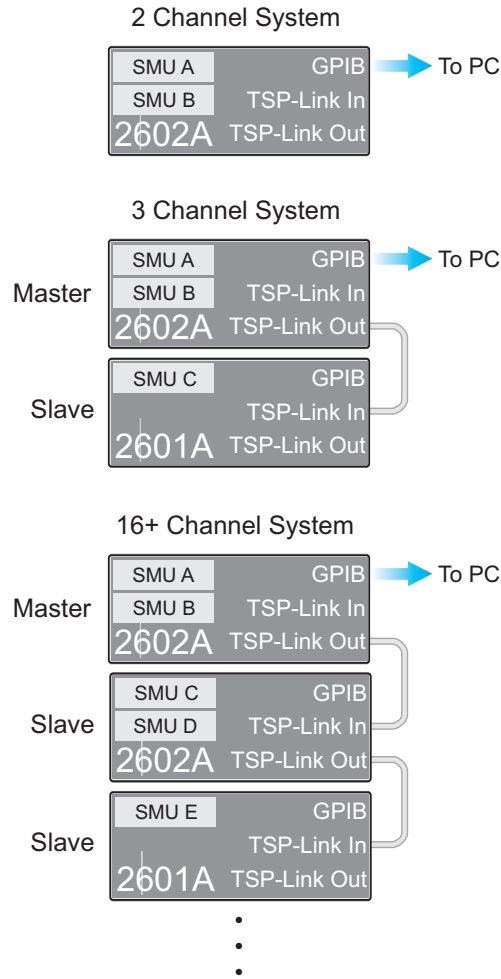 2 Channel System
SMU A GPIB To PC
SMU B TSP-Link In
2602A TSP-Link Out
3 Channel System
SMU A GPIB To PC
Master SMU B TSP-Link In
2602A TSP-Link Out
SMU C GPIB
Slave TSP-Link In
2601A TSP-Link Out
16+ Channel System
SMU A GPIB To PC
Master SMU B TSP-Link In
2602A TSP-Link Out
SMU C GPIB
Slave SMU D TSP-Link In
2602A TSP-Link Out
SMU E GPIB
Slave TSP-Link In
2601A TSP-Link Out